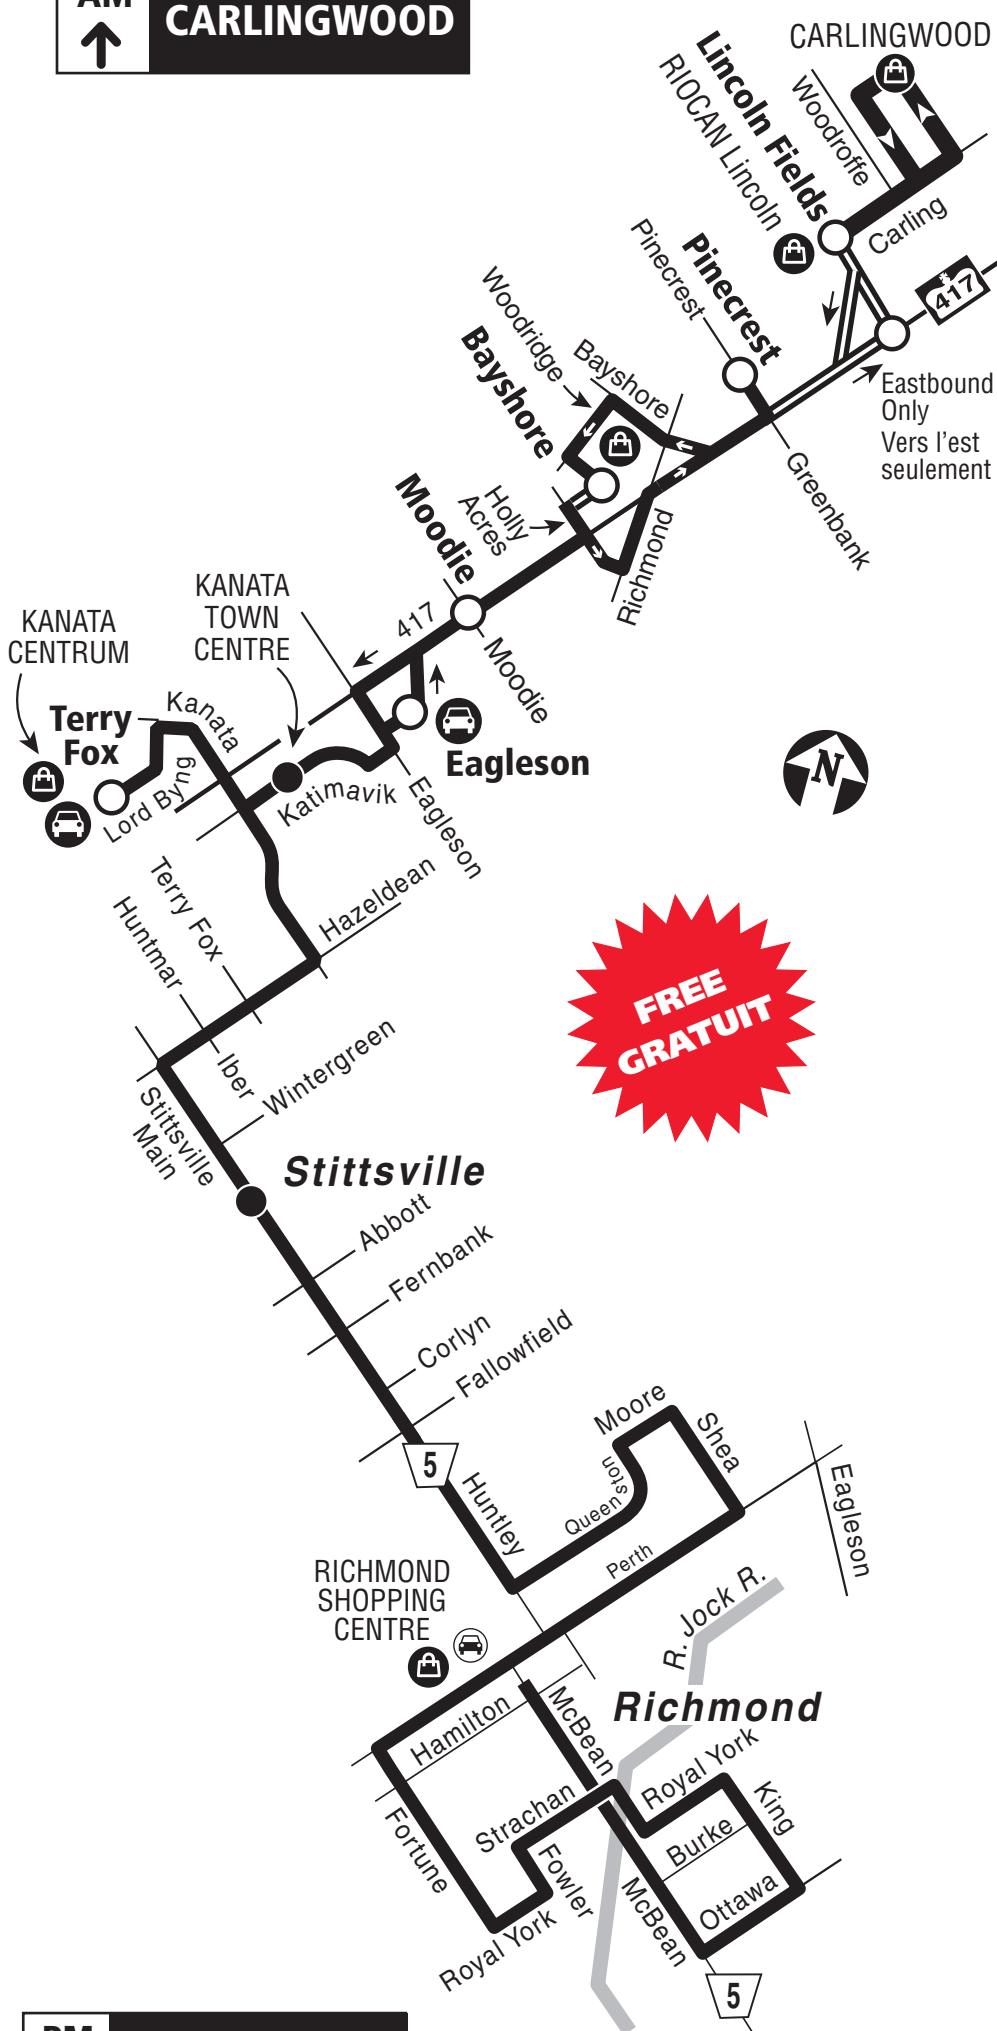 AM
CARLINGWOOD
CARLINGWOOD
Lincoln Fields
RIOCAN Lincoln
Woodroffe
Carling
417
Pinecrest
Pinecrest
Woodridge
Bayshore
Bayshore
Eastbound
Only
Vers l'est
seulement
Greenbank
Holly
Acres
Richmond
Moodie
Moodie
417
KANATA
TOWN
CENTRE
KANATA
CENTRUM
Terry
Fox
Kanata
Lord Byng
Katimavik
Eagleson
Eagleson
N
Terry Fox
Huntmar
Hazeldean
FREE
GRATUIT
Iber
Wintergreen
Stittsville
Main
Stittsville
Abbott
Fernbank
Corlyn
Fallowfield
5
Huntley
Moore
Shea
Queenston
Perth
Eagleson
RICHMOND
SHOPPING
CENTRE
R. Jock R.
Richmond
Hamilton
McBean
Royal York
King
Strachan
Burke
Fortune
Fowler
McBean
Ottawa
Royal York
5
PM